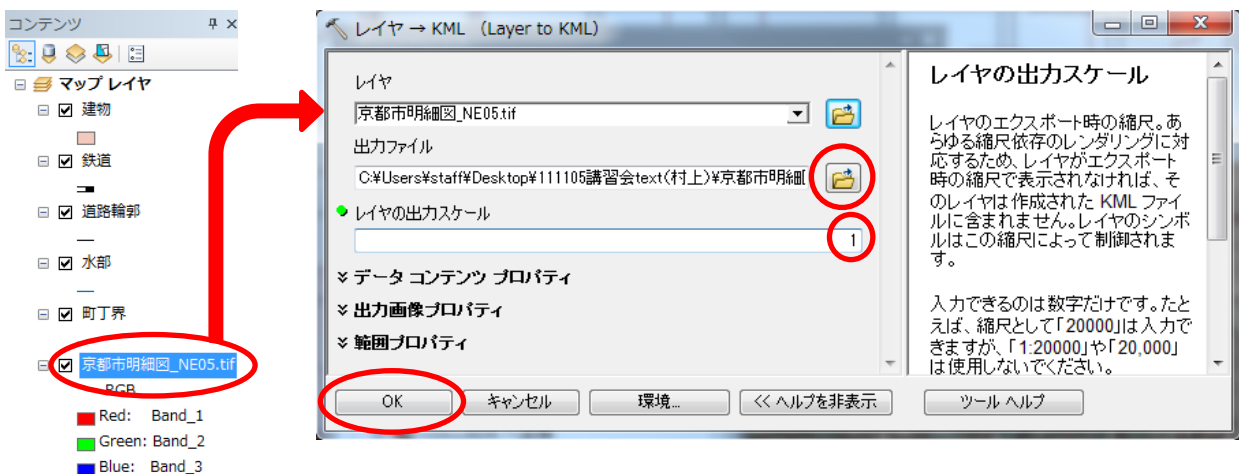 コンテンツ
マップ レイヤ
建物
鉄道
道路輪郭
水部
町丁界
京都市明細図_NE05.tif
RGB
Red: Band_1
Green: Band_2
Blue: Band_3
レイヤ → KML （Layer to KML）
レイヤ
京都市明細図_NE05.tif
出力ファイル
C:¥Users¥staff¥Desktop¥111105講習会text(村上)¥京都市明細
レイヤの出力スケール
1
データ コンテンツ プロパティ
出力画像プロパティ
範囲プロパティ
OK
キャンセル
環境...
<< ヘルプを非表示
レイヤの出力スケール
レイヤのエクスポート時の縮尺。あ
らゆる縮尺依存のレンダリングに対
応するため、レイヤがエクスポート
時の縮尺で表示されなければ、そ
のレイヤは作成された KML ファイ
ルに含まれません。レイヤのシンボ
ルはこの縮尺によって制御されま
す。
入力できるのは数字だけです。たと
えば、縮尺として「20000」は入力で
きますが、「1:20000」や「20,000」
は使用しないでください。
ツール ヘルプ